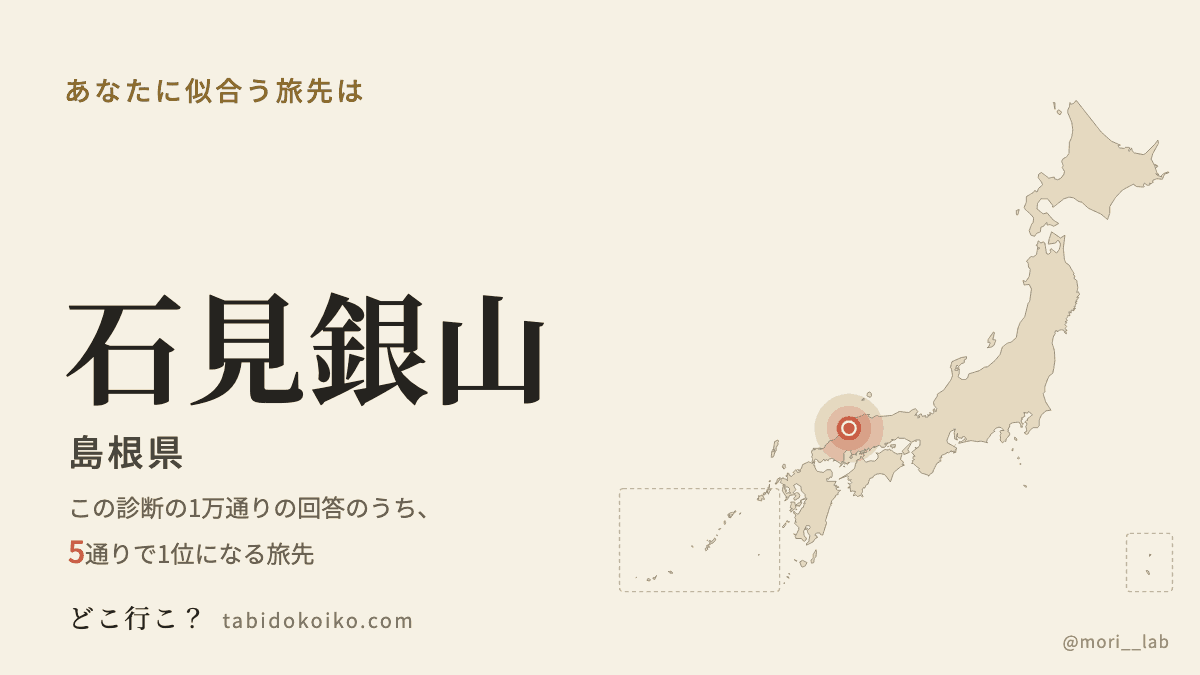 あなたに似合う旅先は
石見銀山
島根県
この診断の1万通りの回答のうち、
5通りで1位になる旅先
どこ行こ？ tabidokoiko.com
@mori__lab